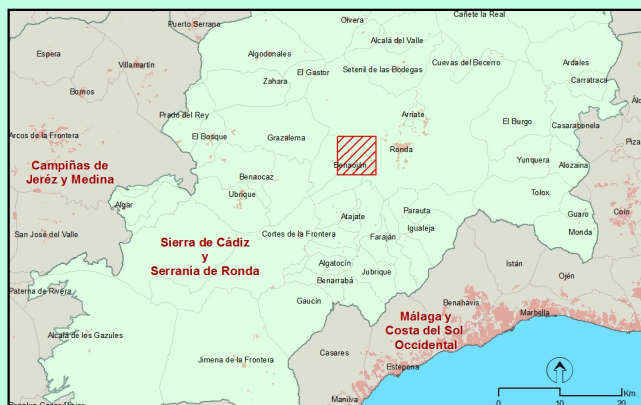 Cañete la Real
Puerto Serrano
Olvera
Alcalá del Valle
Espera
Villamartín
Algodonales
El Gastor
Setenil de las Bodegas
Cuevas del Becerro
Ardales
Zahara
Carratraca
Bornos
Prado del Rey
Arriate
El Burgo
Casarabonela
Arcos de la Frontera
El Bosque
Grazalema
Ronda
Piza
Campiñas de
Jeréz y Medina
Benaoján
Yunquera
Alozaina
Benaocaz
Ubrique
Tolox
Algar
Atajate
Parauta
Guaro
Coín
San José del Valle
Cortes de la Frontera
Faraján
Igualeja
Monda
Sierra de Cádiz
y
Serranía de Ronda
Algatocín
Jubrique
Istán
Ojén
Benarrabá
Paterna de Rivera
Gaucín
Benahavis
Málaga y
Costa del Sol
Occidental
Marbella
Alcalá de los Gazules
Jimena de la Frontera
Casares
Estepona
Manilva
0 10 20
Km